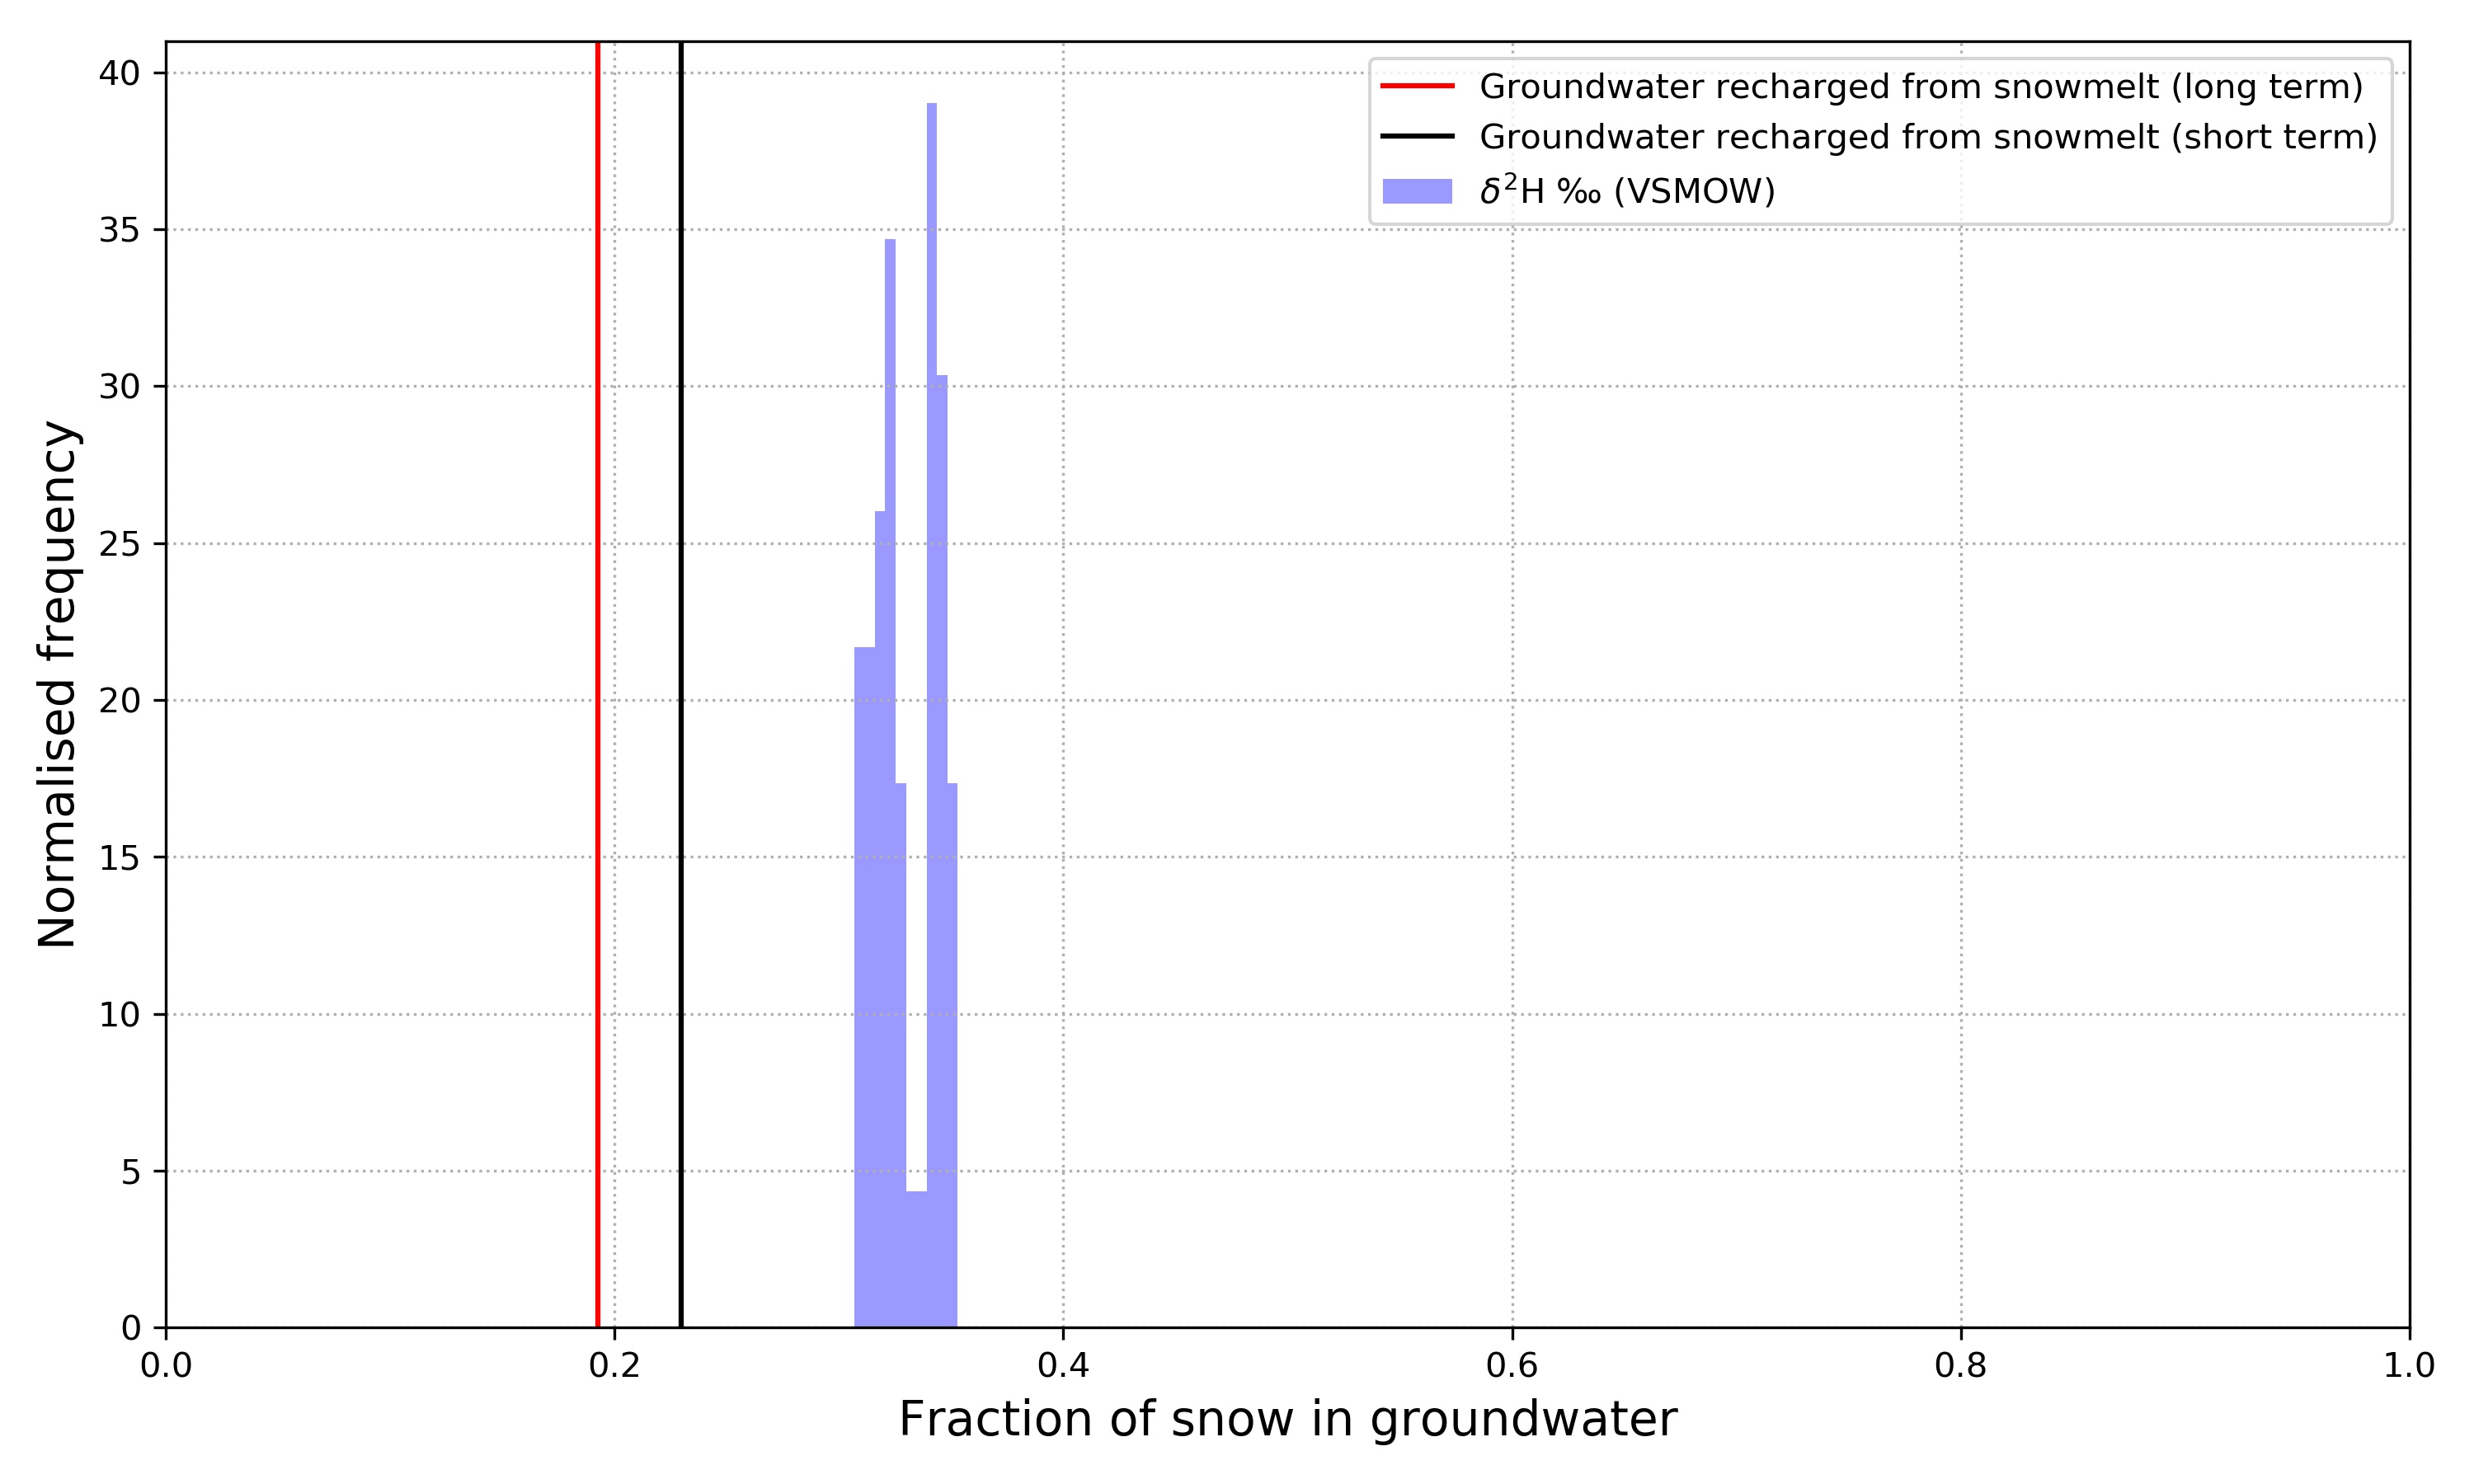 Groundwater recharged from snowmelt (long term)
Groundwater recharged from snowmelt (short term)
δ²H ‰ (VSMOW)
Normalised frequency
40
35
30
25
20
15
10
5
0
0.0 0.2 0.4 0.6 0.8 1.0
Fraction of snow in groundwater